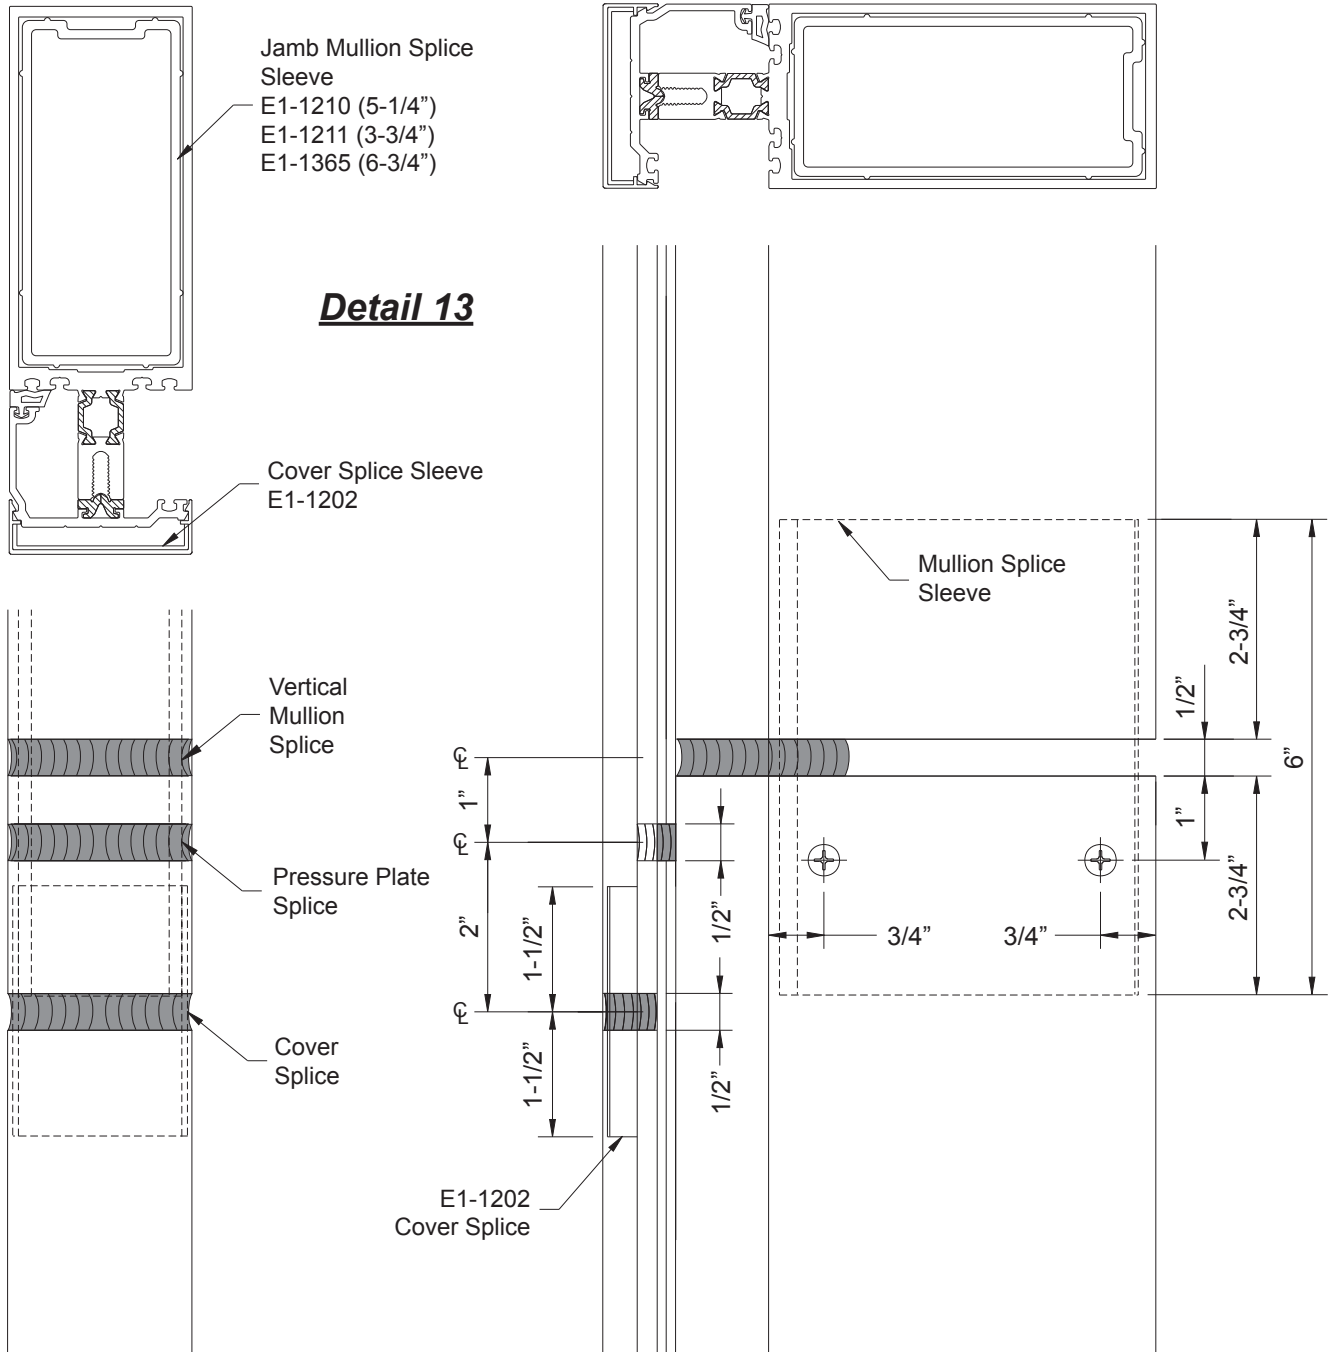 Jamb Mullion Splice
Sleeve
E1-1210 (5-1/4”)
E1-1211 (3-3/4”)
E1-1365 (6-3/4”)
Detail 13
Cover Splice Sleeve
E1-1202
Mullion Splice
Sleeve
2-3/4”
1/2”
6”
1”
2-3/4”
3/4”
3/4”
Vertical
Mullion
Splice
℄
1”
℄
2”
℄
Pressure Plate
Splice
1-1/2”
1/2”
1-1/2”
1/2”
Cover
Splice
E1-1202
Cover Splice